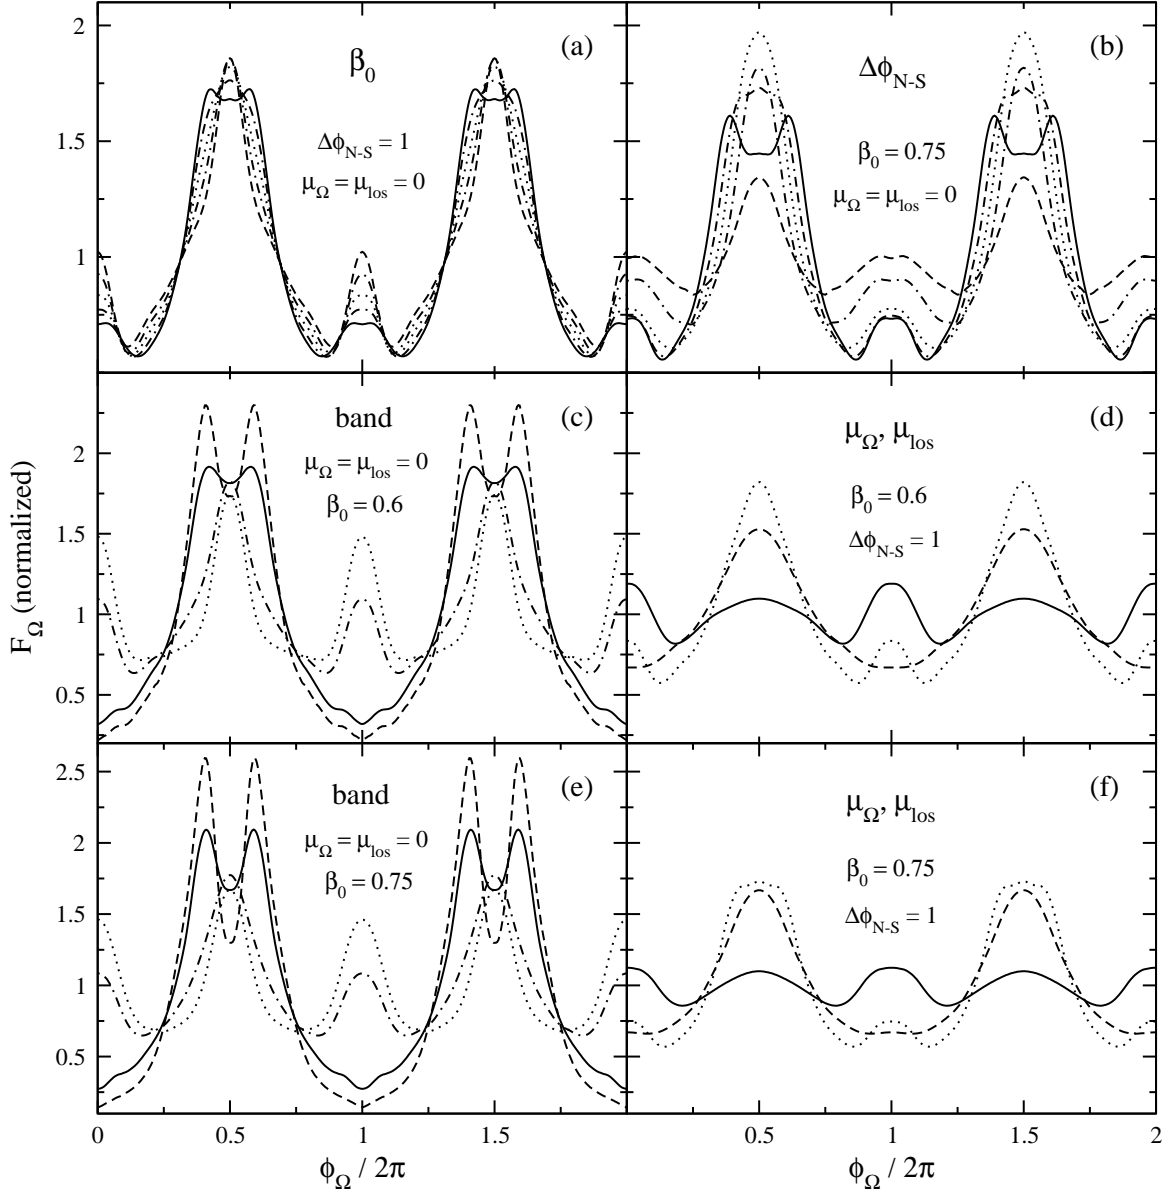 2
(a)
(b)
β₀
Δϕ_N-S
1.5
Δϕ_N-S = 1
β₀ = 0.75
μ_Ω = μ_los = 0
μ_Ω = μ_los = 0
1
(c)
(d)
band
μ_Ω, μ_los
2
μ_Ω = μ_los = 0
β₀ = 0.6
β₀ = 0.6
1.5
Δϕ_N-S = 1
F_Ω (normalized)
1
0.5
(e)
(f)
2.5
band
μ_Ω, μ_los
2
μ_Ω = μ_los = 0
β₀ = 0.75
β₀ = 0.75
1.5
Δϕ_N-S = 1
1
0.5
0 0.5 1 1.5 0.5 1 1.5 2
ϕ_Ω / 2π
ϕ_Ω / 2π